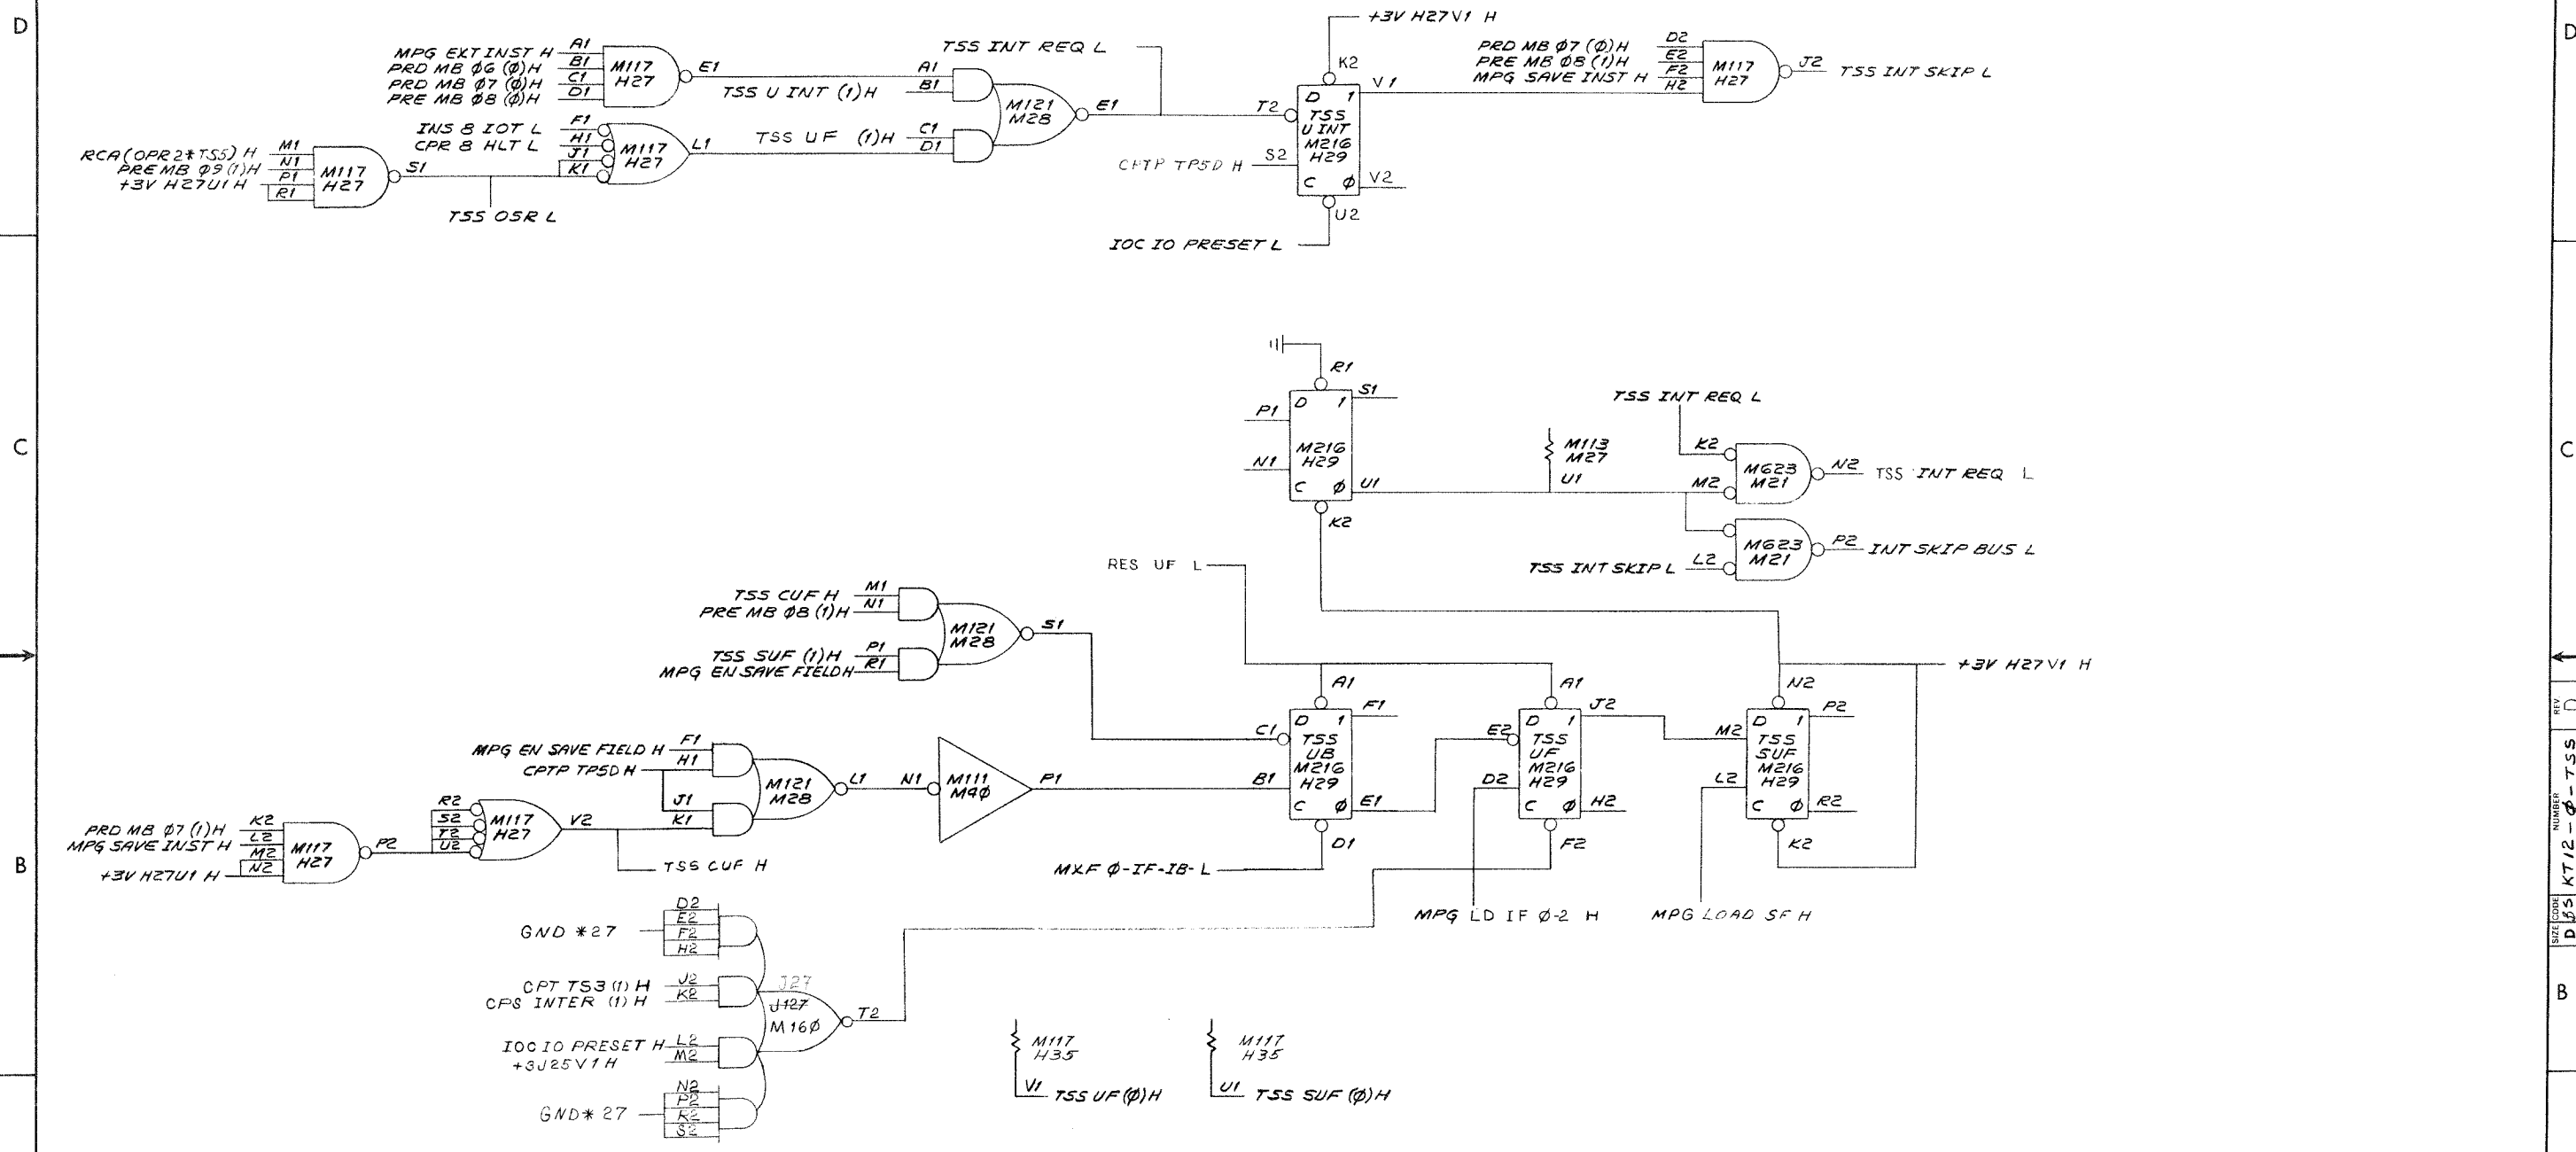 D
D
+3V H27V1 H
K2
MPG EXT INST H A1
PRD MB Ø6 (Ø)H B1
PRD MB Ø7 (Ø)H C1
PRE MB Ø8 (Ø)H D1
M117
H27
E1
TSS INT REQ L
A1
TSS U INT (1)H B1
TSS UF (1)H C1
D1
M121
M28
E1
T2
D 1
TSS
U INT
M216
H29
C Ø
V1
V2
CPTP TP5D H S2
U2
IOC IO PRESET L
PRD MB Ø7 (Ø)H D2
PRE MB Ø8 (1)H E2
MPG SAVE INST H F2
H2
M117
H27
J2 TSS INT SKIP L
INS 8 IOT L F1
H1
CPR 8 HLT L J1
K1
M117
H27
L1
RCA(OPR2*TS5) H M1
PRE MB Ø9(1)H N1
+3V H27U1 H P1
R1
M117
H27
S1
TSS OSR L
C
C
R1
D 1
S1
P1
M216
H29
N1
C Ø
U1
K2
M113
M27
U1
TSS INT REQ L
K2
M2
M623
M21
N2 TSS INT REQ L
M623
M21
P2 INT SKIP BUS L
TSS INT SKIP L L2
RES UF L
TSS CUF H M1
PRE MB Ø8 (1)H N1
TSS SUF (1)H P1
MPG EN SAVE FIELD H R1
M121
M28
S1
+3V H27V1 H
A1
D 1
F1
C1
TSS
UB
M216
H29
B1
C Ø
E1
D1
MXF Ø-IF-IB- L
A1
D 1
J2
E2
TSS
UF
M216
H29
D2
C Ø
H2
F2
MPG LD IF Ø-2 H
N2
D 1
P2
M2
TSS
SUF
M216
H29
L2
C Ø
R2
K2
MPG LOAD SF H
MPG EN SAVE FIELD H F1
H1
CPTP TP5D H
J1
K1
M121
M28
L1
N1
M111
M4Ø
P1
B
PRD MB Ø7 (1)H K2
MPG SAVE INST H L2
M2
+3V H27U1 H N2
M117
H27
P2
R2
S2
T2
U2
M117
H27
V2
TSS CUF H
GND *27
D2
E2
F2
H2
CPT TS3 (1) H J2
CPS INTER (1) H K2
J27
J127
M16Ø
T2
IOC IO PRESET H L2
+3J25V1 H M2
GND* 27
N2
P2
R2
S2
M117
H35
V1 TSS UF (Ø)H
M117
H35
U1 TSS SUF (Ø)H
B
SIZE CODE NUMBER REV
D BS KT12-Ø-TSS D